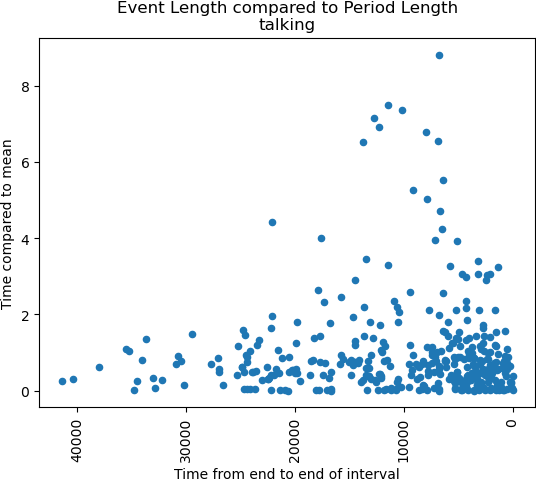 Event Length compared to Period Length
talking
Time compared to mean
8
6
4
2
0
40000
30000
20000
10000
0
Time from end to end of interval